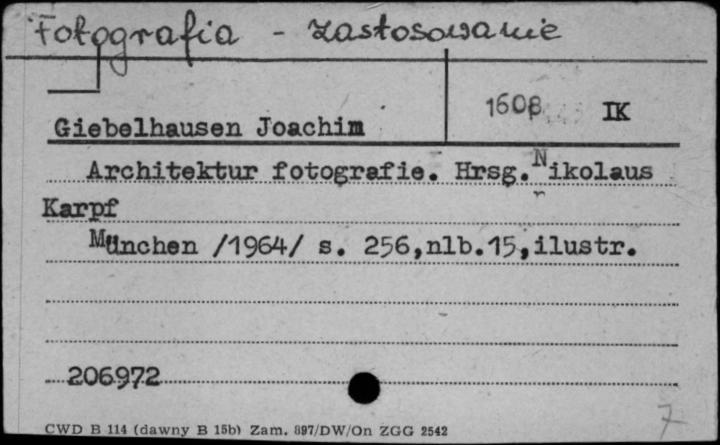 Fotografia - zastosowanie
1608 IK
Giebelhausen Joachim
Architektur fotografie. Hrsg. Nikolaus
Karpf
München /1964/ s. 256,nlb.15,ilustr.
206972
7
CWD B 114 (dawny B 15b) Zam. 897/DW/On ZGG 2542